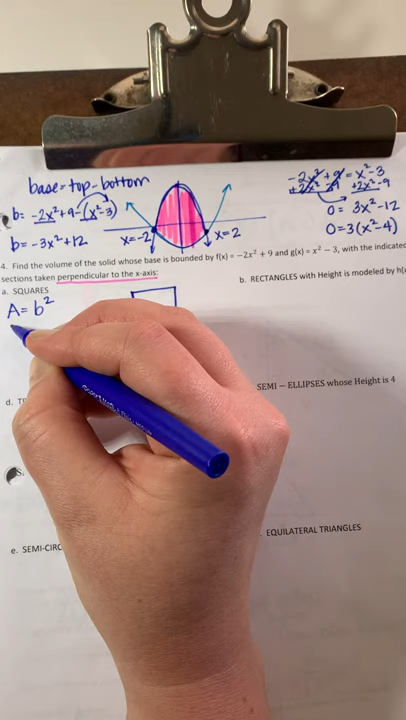 base=top-bottom
b= -2x²+9-(x²-3)
b= -3x²+12
x=-2
x=2
-2x²+9=x²-3
+2x² -9 +2x²-9
0= 3x²-12
0=3(x²-4)
4. Find the volume of the solid whose base is bounded by f(x) = −2x² + 9 and g(x) = x² − 3, with the indicated
sections taken perpendicular to the x-axis:
a. SQUARES
b. RECTANGLES with Height is modeled by h(
A= b²
d.
SEMI – ELLIPSES whose Height is 4
e. SEMI-CIRC
EQUILATERAL TRIANGLES